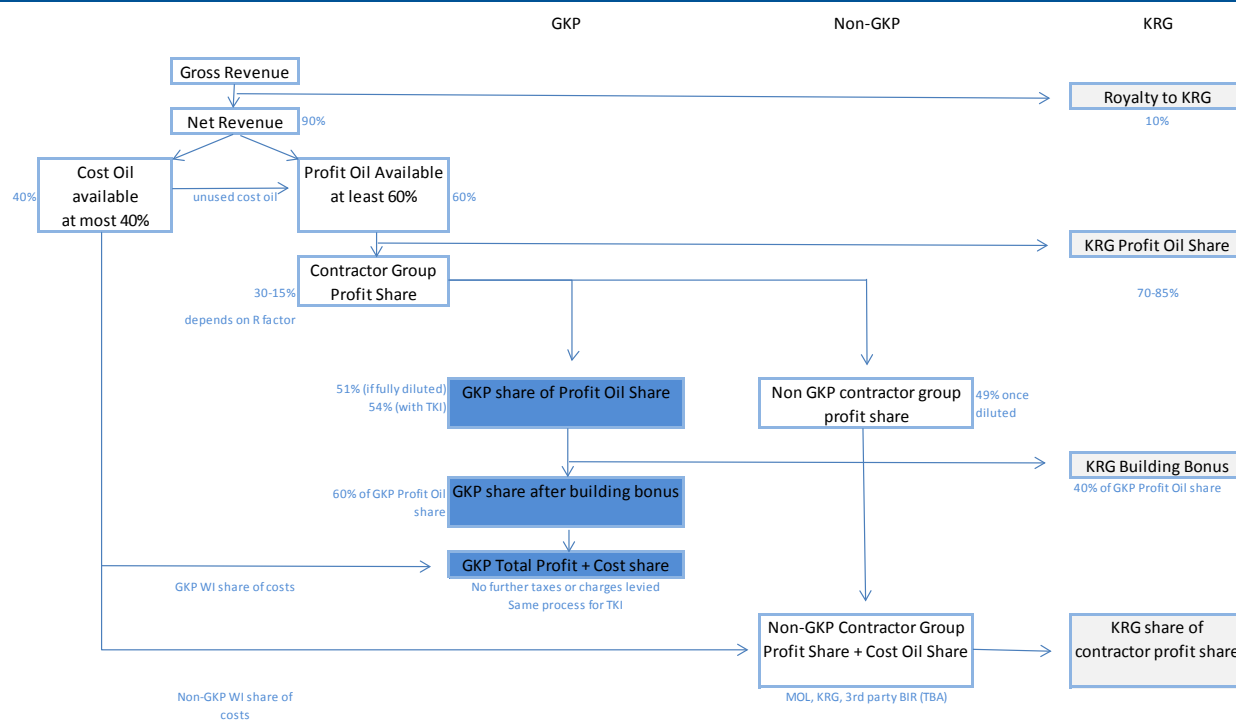 GKP
Non-GKP
KRG
Gross Revenue
Royalty to KRG
10%
Net Revenue
90%
Cost Oil
available
at most 40%
40%
unused cost oil
Profit Oil Available
at least 60%
60%
KRG Profit Oil Share
70-85%
Contractor Group
Profit Share
30-15%
depends on R factor
51% (if fully diluted)
54% (with TKI)
GKP share of Profit Oil Share
Non GKP contractor group
profit share
49% once
diluted
KRG Building Bonus
40% of GKP Profit Oil share
60% of GKP Profit Oil
share
GKP share after building bonus
GKP Total Profit + Cost share
GKP WI share of costs
No further taxes or charges levied
Same process for TKI
Non-GKP Contractor Group
Profit Share + Cost Oil Share
KRG share of
contractor profit share
Non-GKP WI share of
costs
MOL, KRG, 3rd party BIR (TBA)